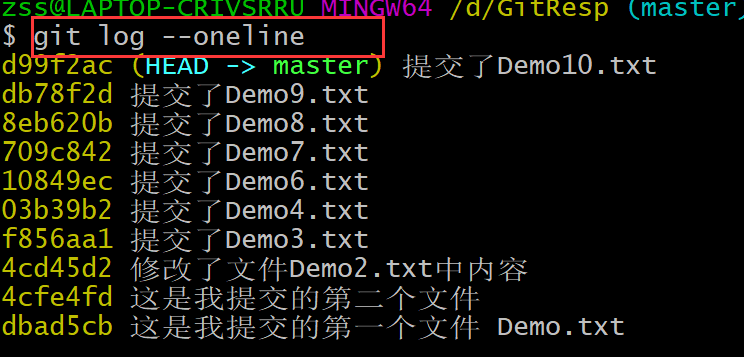 zss@LAPTOP-CRIVSRRU MINGW64 /d/GitResp (master)
$ git log --oneline
d99f2ac (HEAD -> master) 提交了Demo10.txt
db78f2d 提交了Demo9.txt
8eb620b 提交了Demo8.txt
709c842 提交了Demo7.txt
10849ec 提交了Demo6.txt
03b39b2 提交了Demo4.txt
f856aa1 提交了Demo3.txt
4cd45d2 修改了文件Demo2.txt中内容
4cfe4fd 这是我提交的第二个文件
dbad5cb 这是我提交的第一个文件 Demo.txt